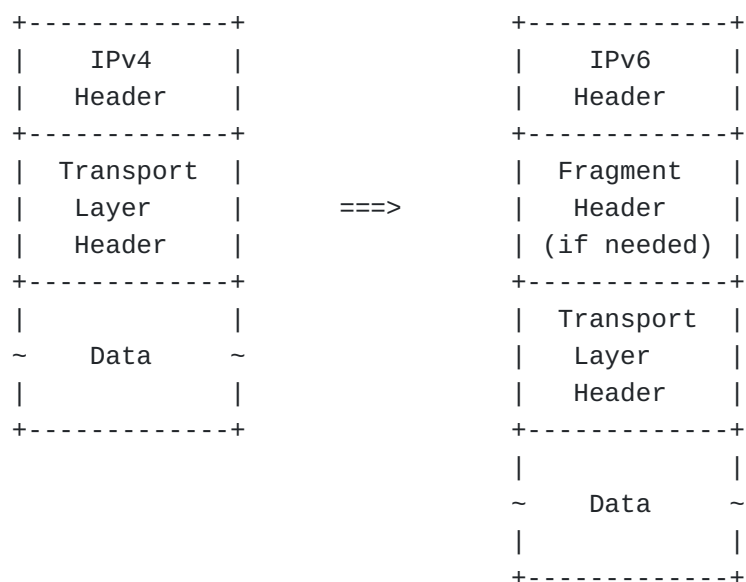 +-------------+                 +-------------+
|    IPv4     |                 |    IPv6     |
|   Header    |                 |   Header    |
+-------------+                 +-------------+
|  Transport  |                 |  Fragment   |
|   Layer     |      ===>       |   Header    |
|   Header    |                 | (if needed) |
+-------------+                 +-------------+
|             |                 |  Transport  |
~    Data     ~                 |   Layer     |
|             |                 |   Header    |
+-------------+                 +-------------+
                                |             |
                                ~    Data     ~
                                |             |
                                +-------------+